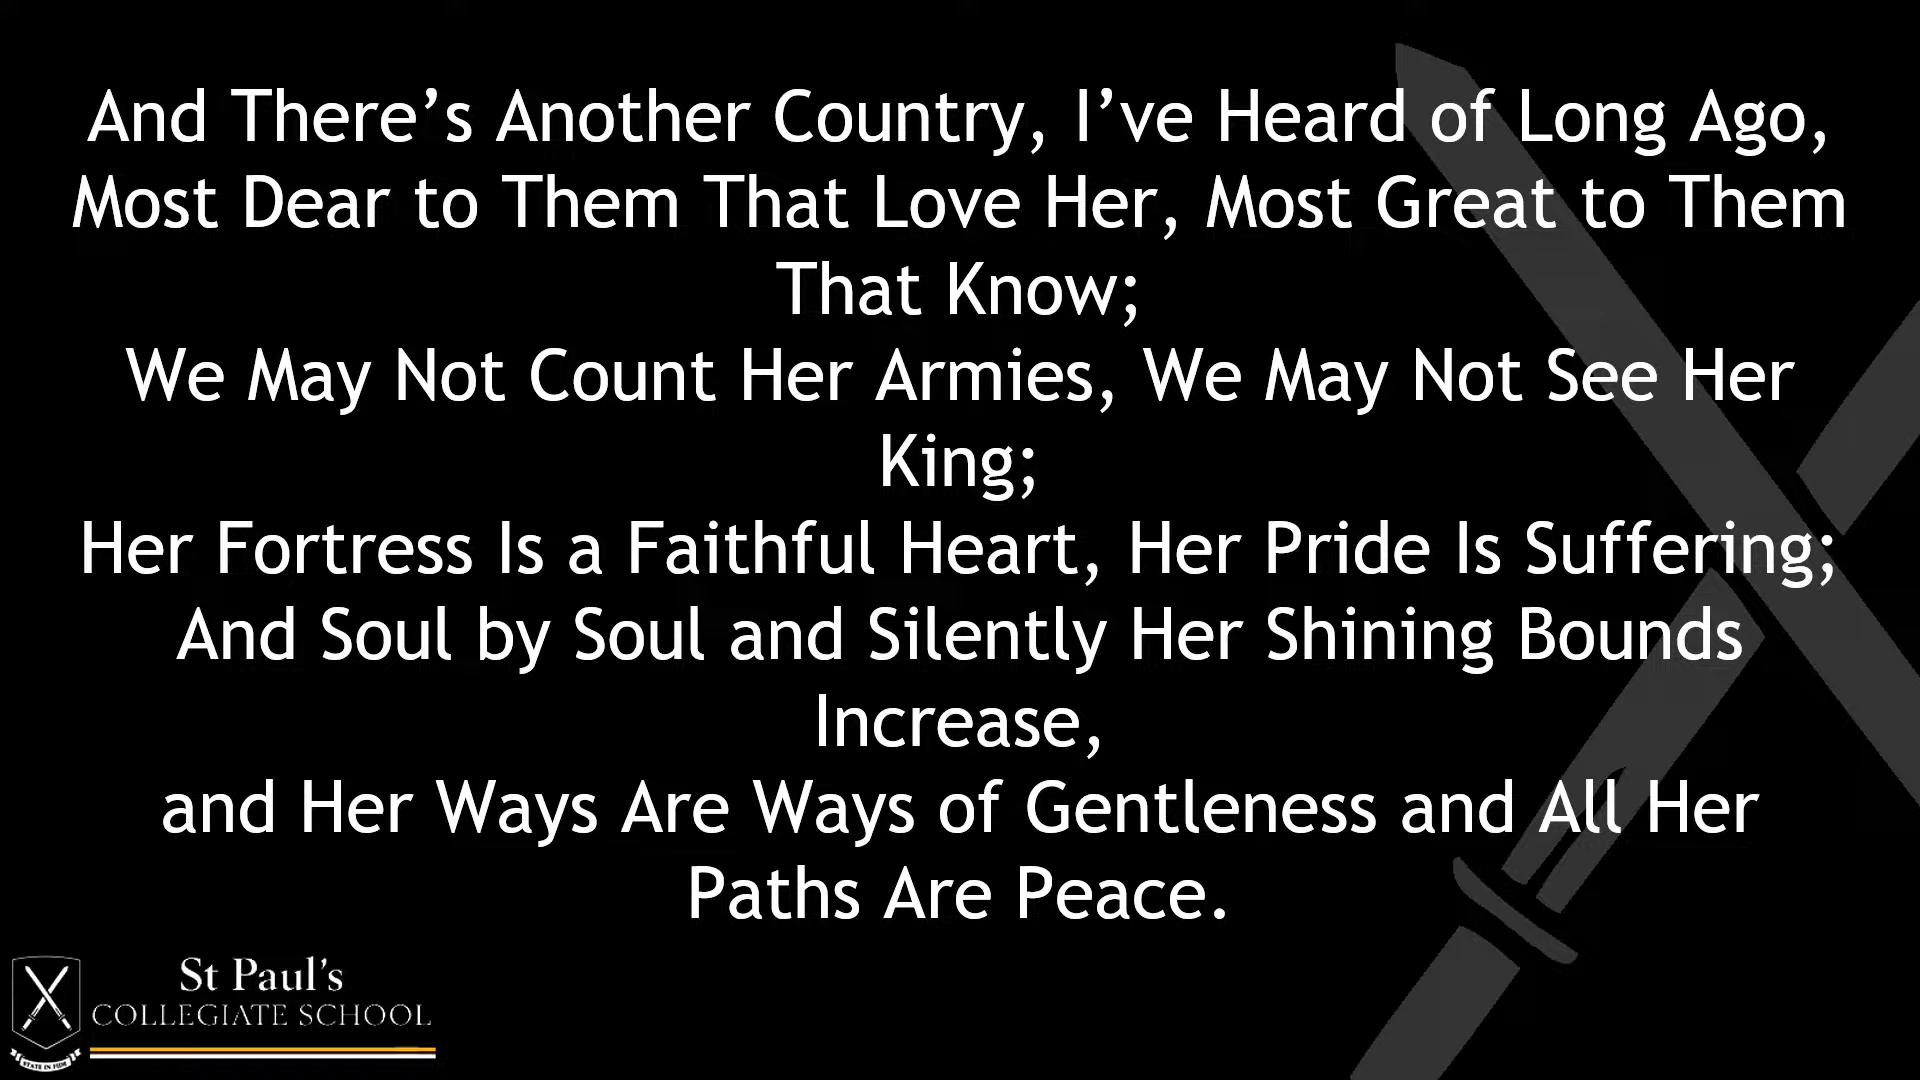 And There’s Another Country, I’ve Heard of Long Ago,
Most Dear to Them That Love Her, Most Great to Them
That Know;
We May Not Count Her Armies, We May Not See Her
King;
Her Fortress Is a Faithful Heart, Her Pride Is Suffering;
And Soul by Soul and Silently Her Shining Bounds
Increase,
and Her Ways Are Ways of Gentleness and All Her
Paths Are Peace.
St Paul’s
COLLEGIATE SCHOOL
STATE IN FIDE